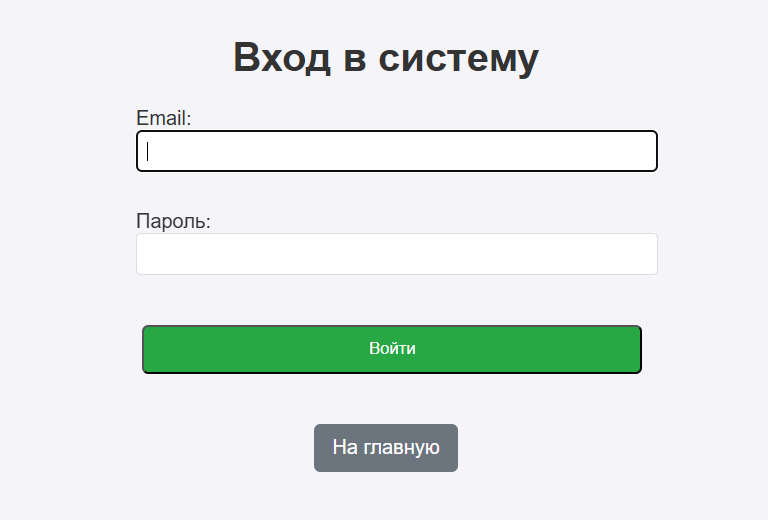 Вход в систему
Email:
Пароль:
Войти
На главную